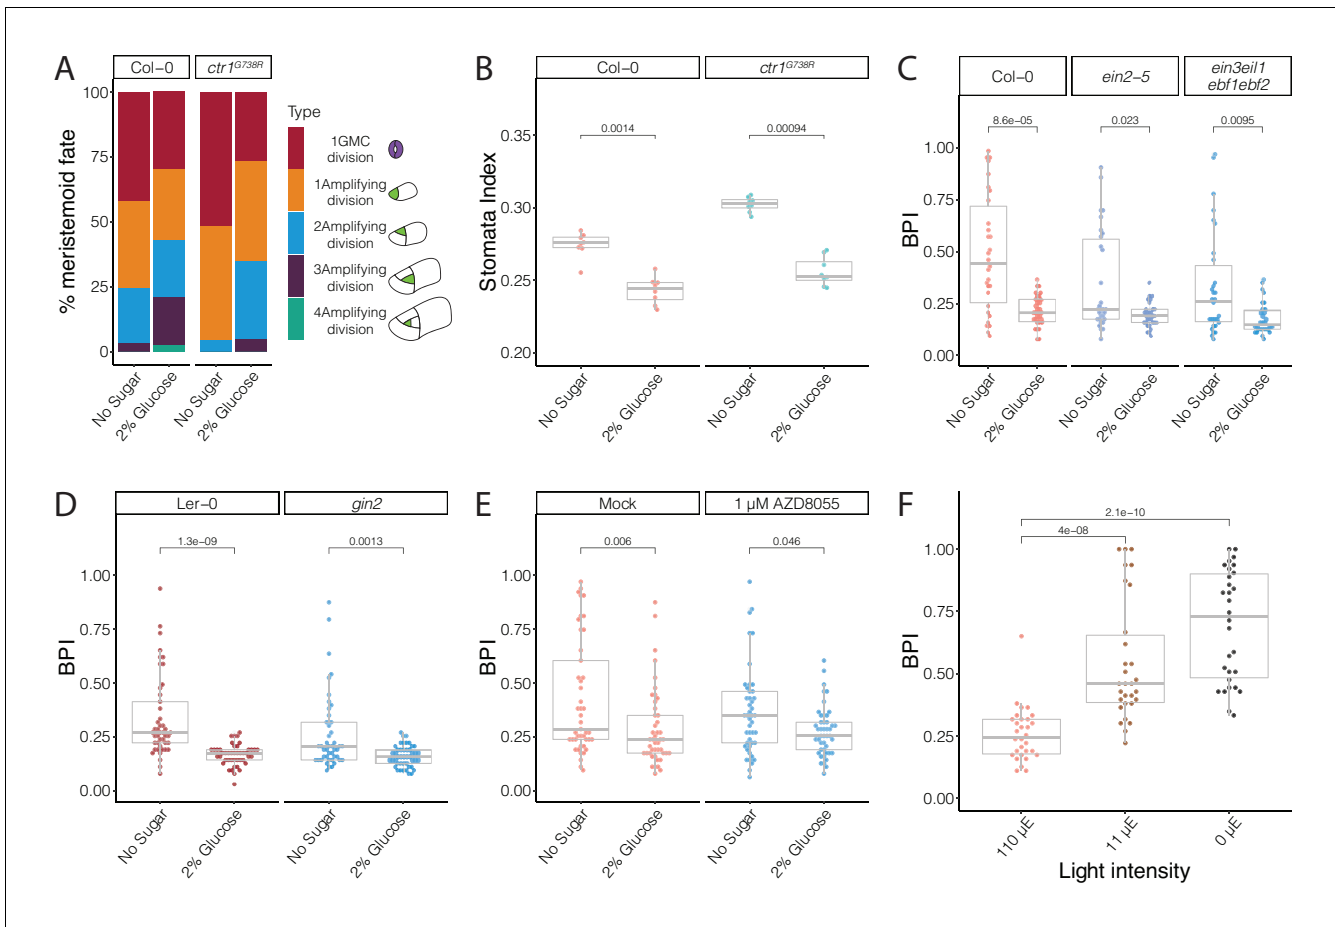 A
Col–0
ctr1G738R
% meristemoid fate
100
75
50
25
0
No Sugar
2% Glucose
No Sugar
2% Glucose
Type
1GMC
division
1Amplifying
division
2Amplifying
division
3Amplifying
division
4Amplifying
division
B
Col–0
ctr1G738R
Stomata Index
0.35
0.30
0.25
0.20
0.0014
0.00094
No Sugar
2% Glucose
No Sugar
2% Glucose
C
Col–0
ein2–5
ein3eil1
ebf1ebf2
BPI
1.00
0.75
0.50
0.25
0.00
8.6e–05
0.023
0.0095
No Sugar
2% Glucose
No Sugar
2% Glucose
No Sugar
2% Glucose
D
Ler–0
gin2
BPI
1.00
0.75
0.50
0.25
0.00
1.3e–09
0.0013
No Sugar
2% Glucose
No Sugar
2% Glucose
E
Mock
1 µM AZD8055
BPI
1.00
0.75
0.50
0.25
0.00
0.006
0.046
No Sugar
2% Glucose
No Sugar
2% Glucose
F
BPI
1.00
0.75
0.50
0.25
0.00
2.1e–10
4e–08
110 µE
11 µE
0 µE
Light intensity